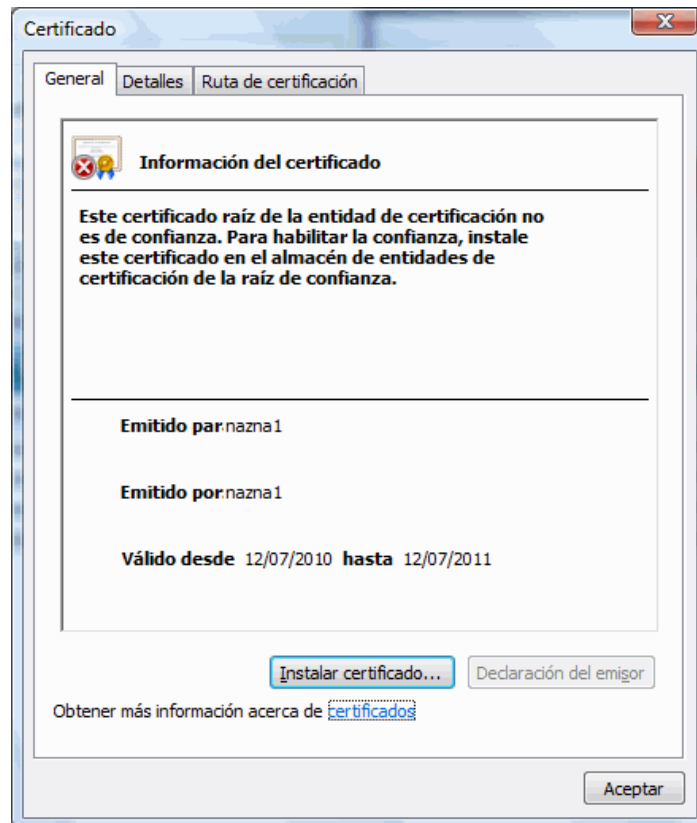 Certificado
General Detalles Ruta de certificación
Información del certificado
Este certificado raíz de la entidad de certificación no
es de confianza. Para habilitar la confianza, instale
este certificado en el almacén de entidades de
certificación de la raíz de confianza.
Emitido par nazna1
Emitido por nazna1
Válido desde 12/07/2010 hasta 12/07/2011
Instalar certificado... Declaración del emisor
Obtener más información acerca de certificados
Aceptar